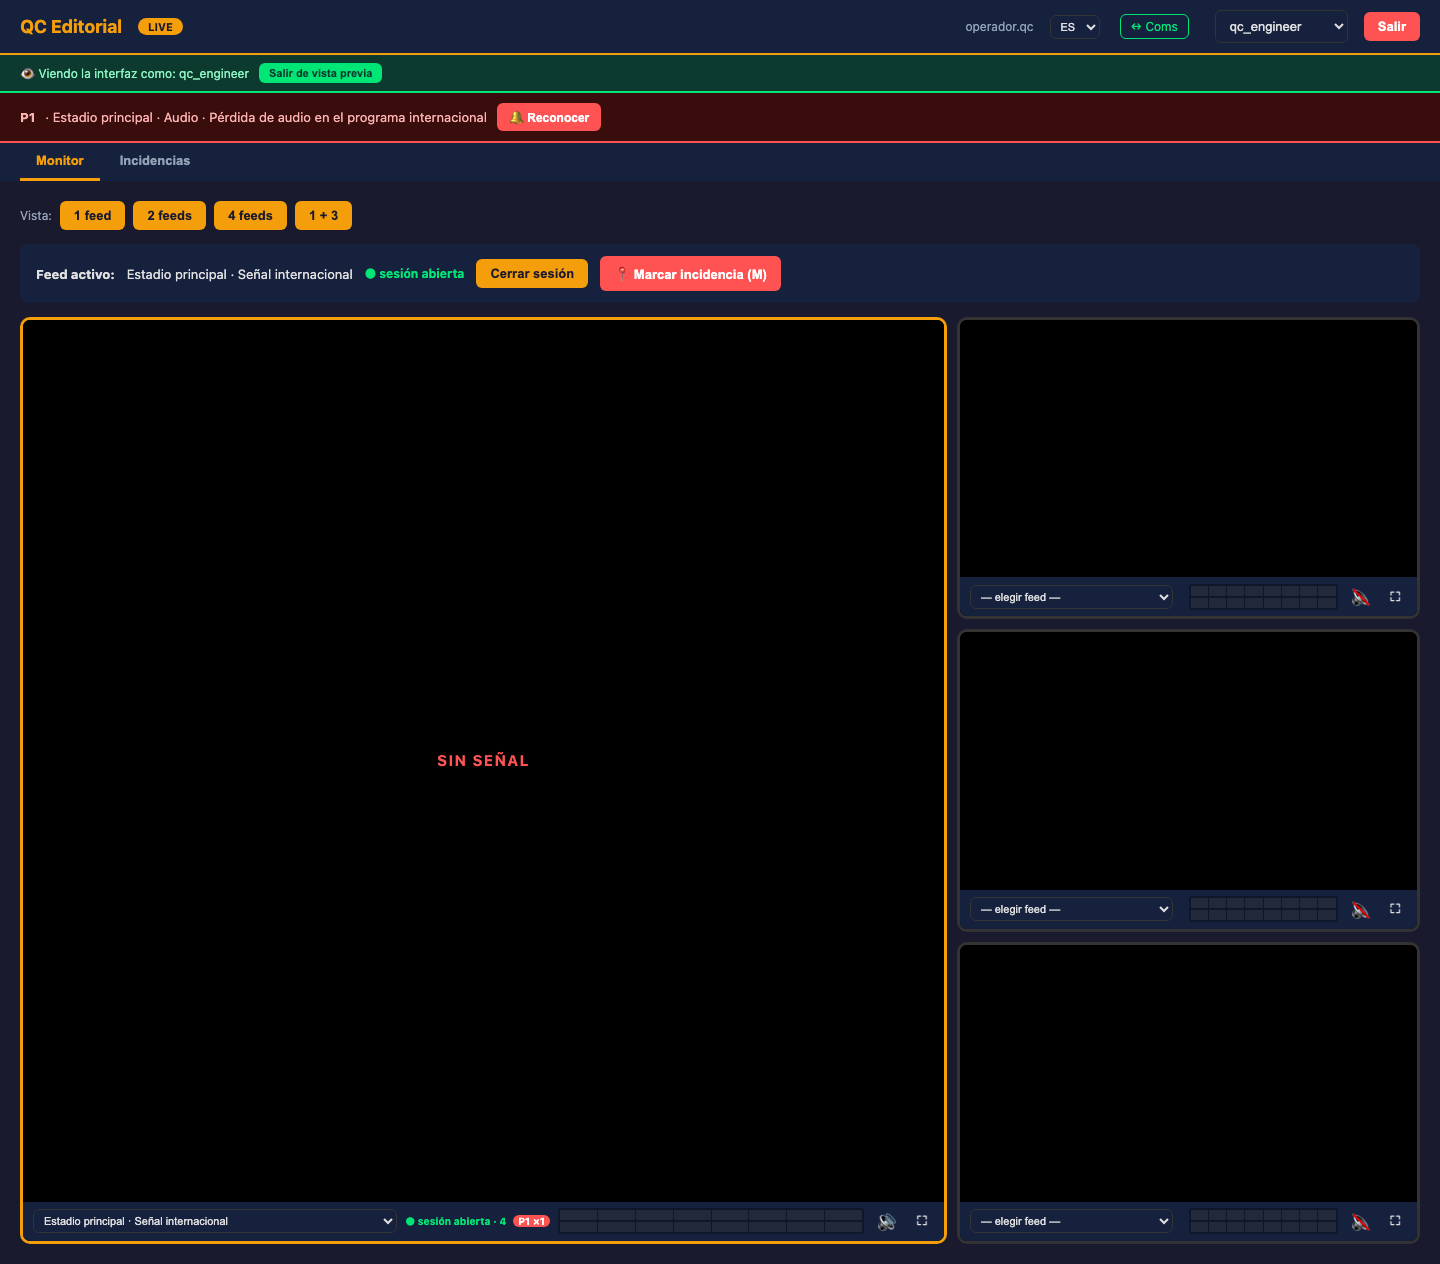 QC Editorial LIVE operador.qc ES ↔ Coms qc_engineer Salir
👁 Viendo la interfaz como: qc_engineer Salir de vista previa
P1 · Estadio principal · Audio · Pérdida de audio en el programa internacional 🔔 Reconocer
Monitor Incidencias
Vista: 1 feed 2 feeds 4 feeds 1 + 3
Feed activo: Estadio principal · Señal internacional ● sesión abierta Cerrar sesión 📍 Marcar incidencia (M)
SIN SEÑAL
Estadio principal · Señal internacional ● sesión abierta · 4 P1 x1
— elegir feed —
— elegir feed —
— elegir feed —